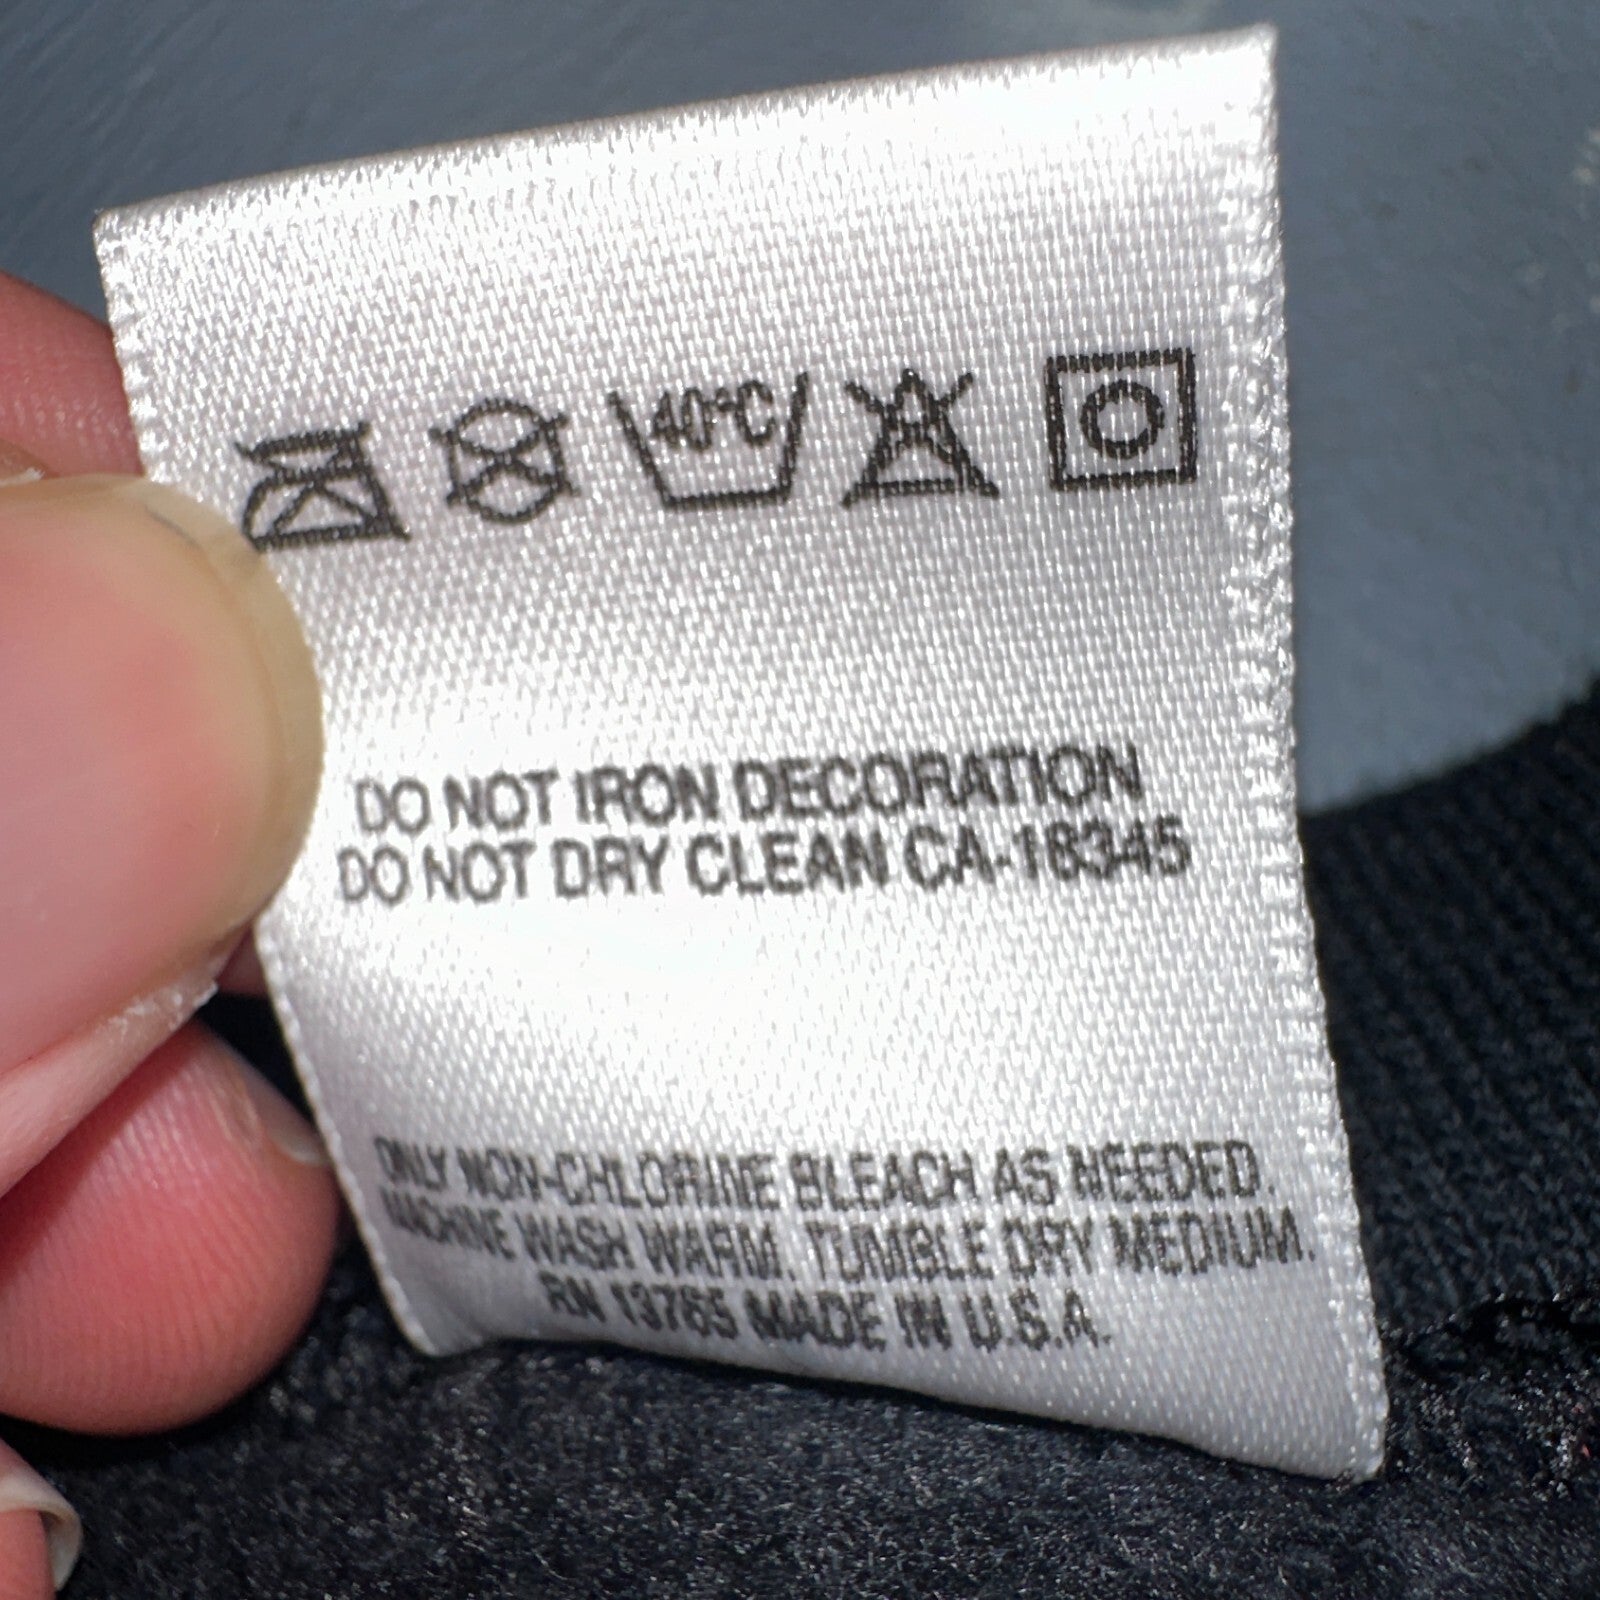 40°C
DO NOT IRON DECORATION
DO NOT DRY CLEAN CA-18345
ONLY NON-CHLORINE BLEACH AS NEEDED.
MACHINE WASH WARM. TUMBLE DRY MEDIUM.
RN 13765 MADE IN U.S.A.